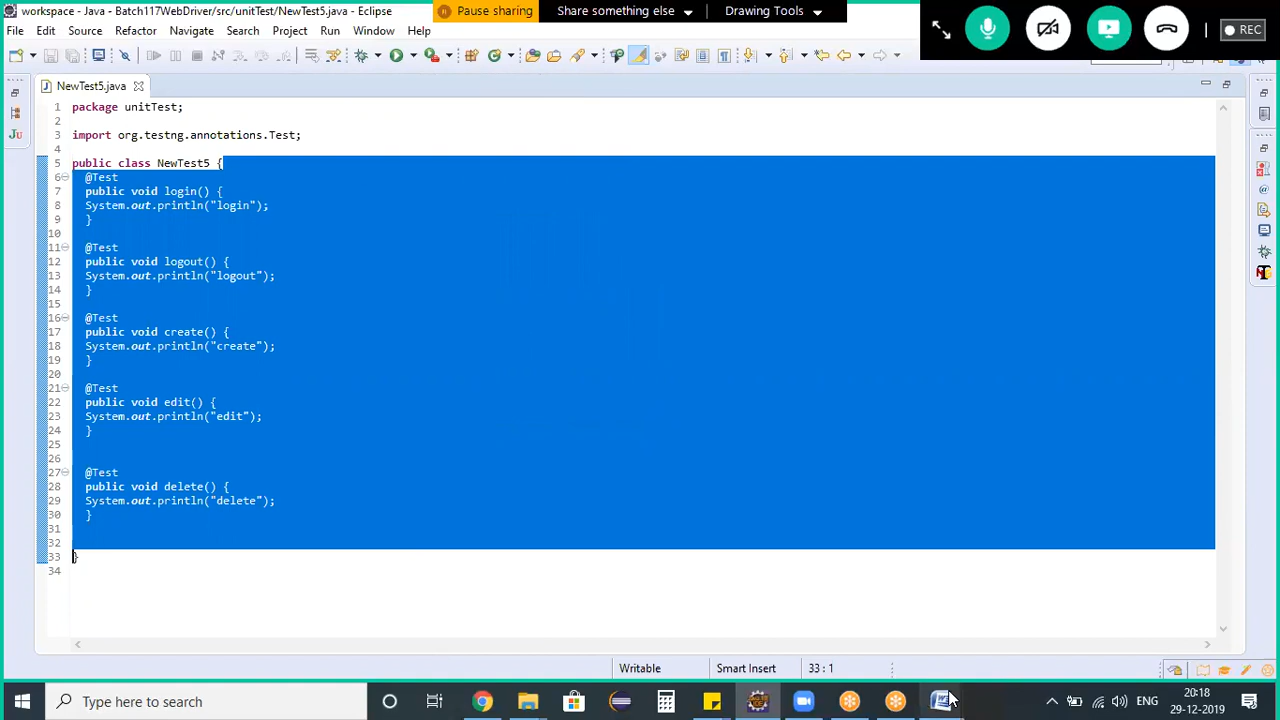 workspace - Java - Batch117WebDriver/src/unitTest/NewTest5.java - Eclipse
Pause sharing
Share something else
Drawing Tools
REC
File Edit Source Refactor Navigate Search Project Run Window Help
NewTest5.java
1 package unitTest;
2
3 import org.testng.annotations.Test;
4
5 public class NewTest5 {
6 @Test
7 public void login() {
8 System.out.println("login");
9 }
10
11 @Test
12 public void logout() {
13 System.out.println("logout");
14 }
15
16 @Test
17 public void create() {
18 System.out.println("create");
19 }
20
21 @Test
22 public void edit() {
23 System.out.println("edit");
24 }
25
26
27 @Test
28 public void delete() {
29 System.out.println("delete");
30 }
31
32
33 }
34
Writable Smart Insert 33 : 1
Type here to search
ENG
20:18
29-12-2019